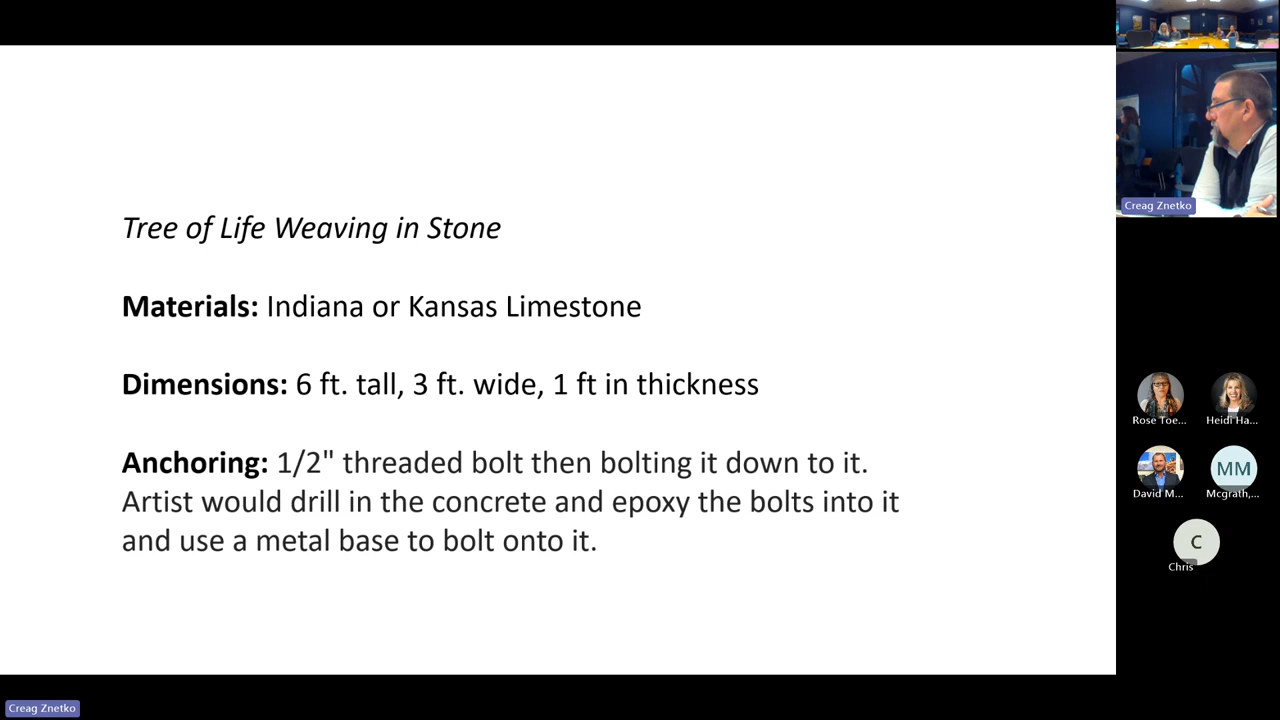 Tree of Life Weaving in Stone
Materials: Indiana or Kansas Limestone
Dimensions: 6 ft. tall, 3 ft. wide, 1 ft in thickness
Anchoring: 1/2" threaded bolt then bolting it down to it.
Artist would drill in the concrete and epoxy the bolts into it
and use a metal base to bolt onto it.
Creag Znetko
Rose Toe...
Heidi Ha...
David M...
MM
Mcgrath,...
C
Chris
Creag Znetko